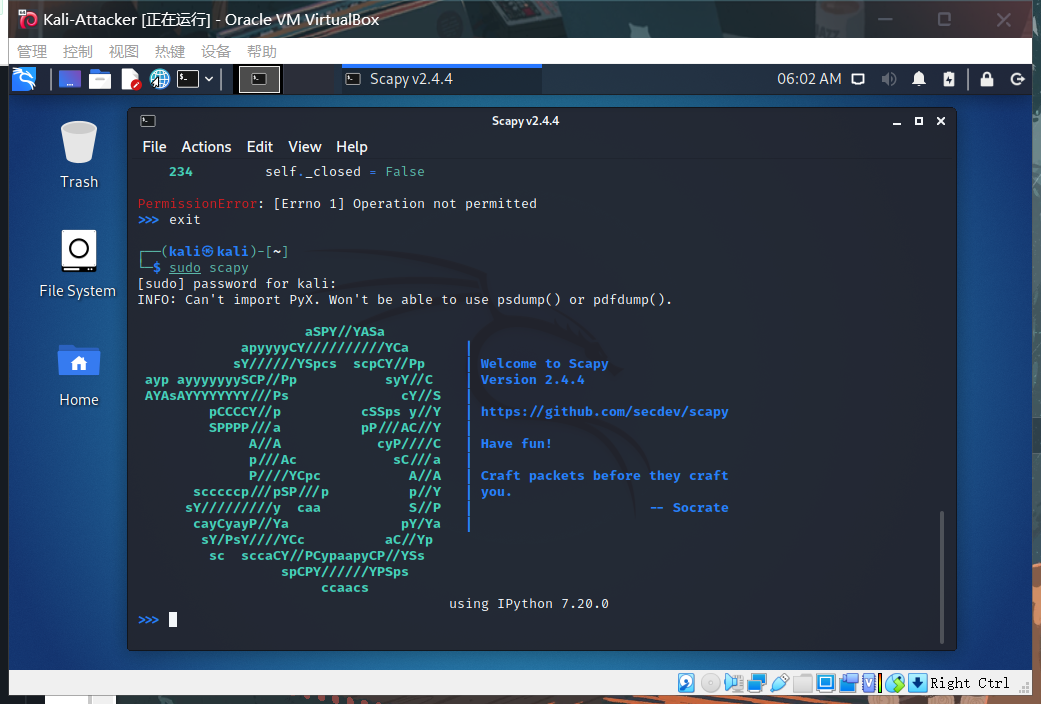 Kali-Attacker [正在运行] - Oracle VM VirtualBox
管理 控制 视图 热键 设备 帮助
Scapy v2.4.4
06:02 AM
Trash
File System
Home
Scapy v2.4.4
File Actions Edit View Help
234 self._closed = False
PermissionError: [Errno 1] Operation not permitted
>>> exit
┌──(kali㉿kali)-[~]
└─$ sudo scapy
[sudo] password for kali:
INFO: Can't import PyX. Won't be able to use psdump() or pdfdump().
aSPY//YASa
apyyyyCY//////////YCa |
sY//////YSpcs scpCY//Pp | Welcome to Scapy
ayp ayyyyyyySCP//Pp syY//C | Version 2.4.4
AYAsAYYYYYYYY///Ps cY//S |
pCCCCY//p cSSps y//Y | https://github.com/secdev/scapy
SPPPP///a pP///AC//Y |
A//A cyP////C | Have fun!
p///Ac sC///a |
P////YCpc A//A | Craft packets before they craft
scccccp///pSP///p p//Y | you.
sY/////////y caa S//P | -- Socrate
cayCyayP//Ya pY/Ya |
sY/PsY////YCc aC//Yp
sc sccaCY//PCypaapyCP//YSs
spCPY//////YPSps
ccaacs
using IPython 7.20.0
>>>
Right Ctrl